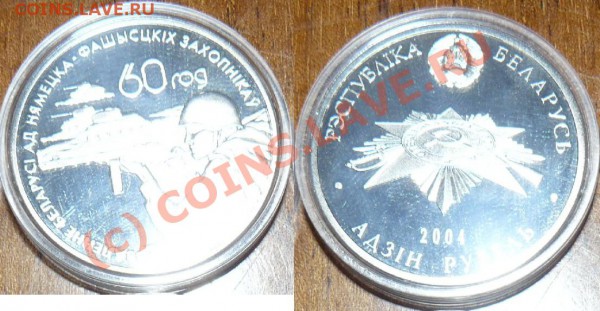 COINS.LAVE.RU
БЕЛАРУСІ АД НЯМЕЦКА-ФАШЫСЦКІХ ЗАХОПНІКАЎ
60 год
РЭСПУБЛІКА БЕЛАРУСЬ
2004
АДЗІН РУБЕЛЬ
(c) COINS.LAVE.RU